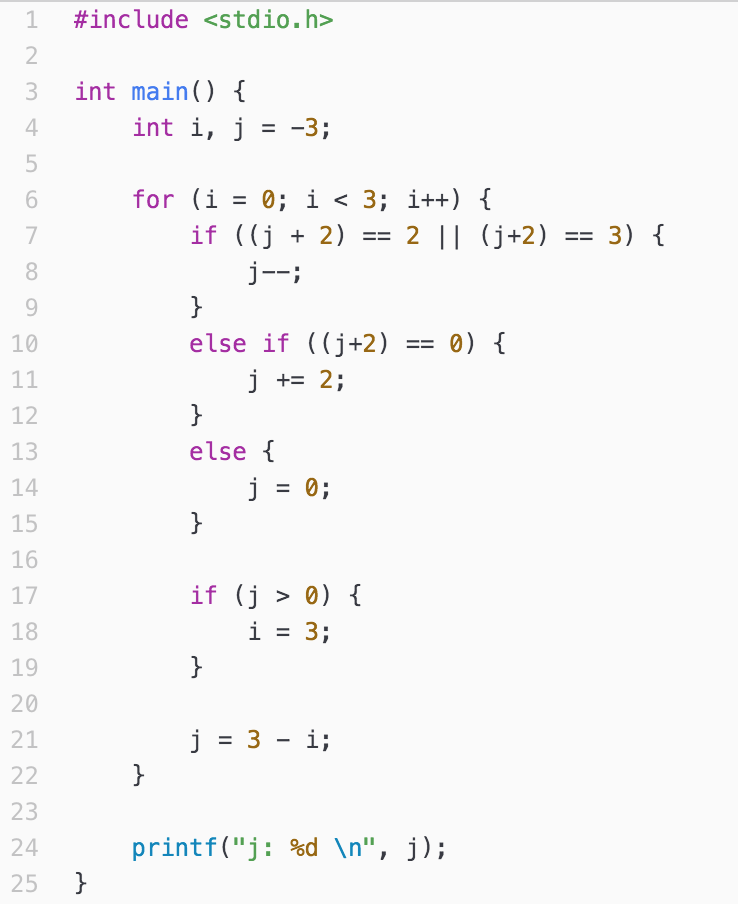 1 #include <stdio.h>
2
3 int main() {
4     int i, j = -3;
5
6     for (i = 0; i < 3; i++) {
7         if ((j + 2) == 2 || (j+2) == 3) {
8             j--;
9         }
10         else if ((j+2) == 0) {
11             j += 2;
12         }
13         else {
14             j = 0;
15         }
16
17         if (j > 0) {
18             i = 3;
19         }
20
21         j = 3 - i;
22     }
23
24     printf("j: %d \n", j);
25 }